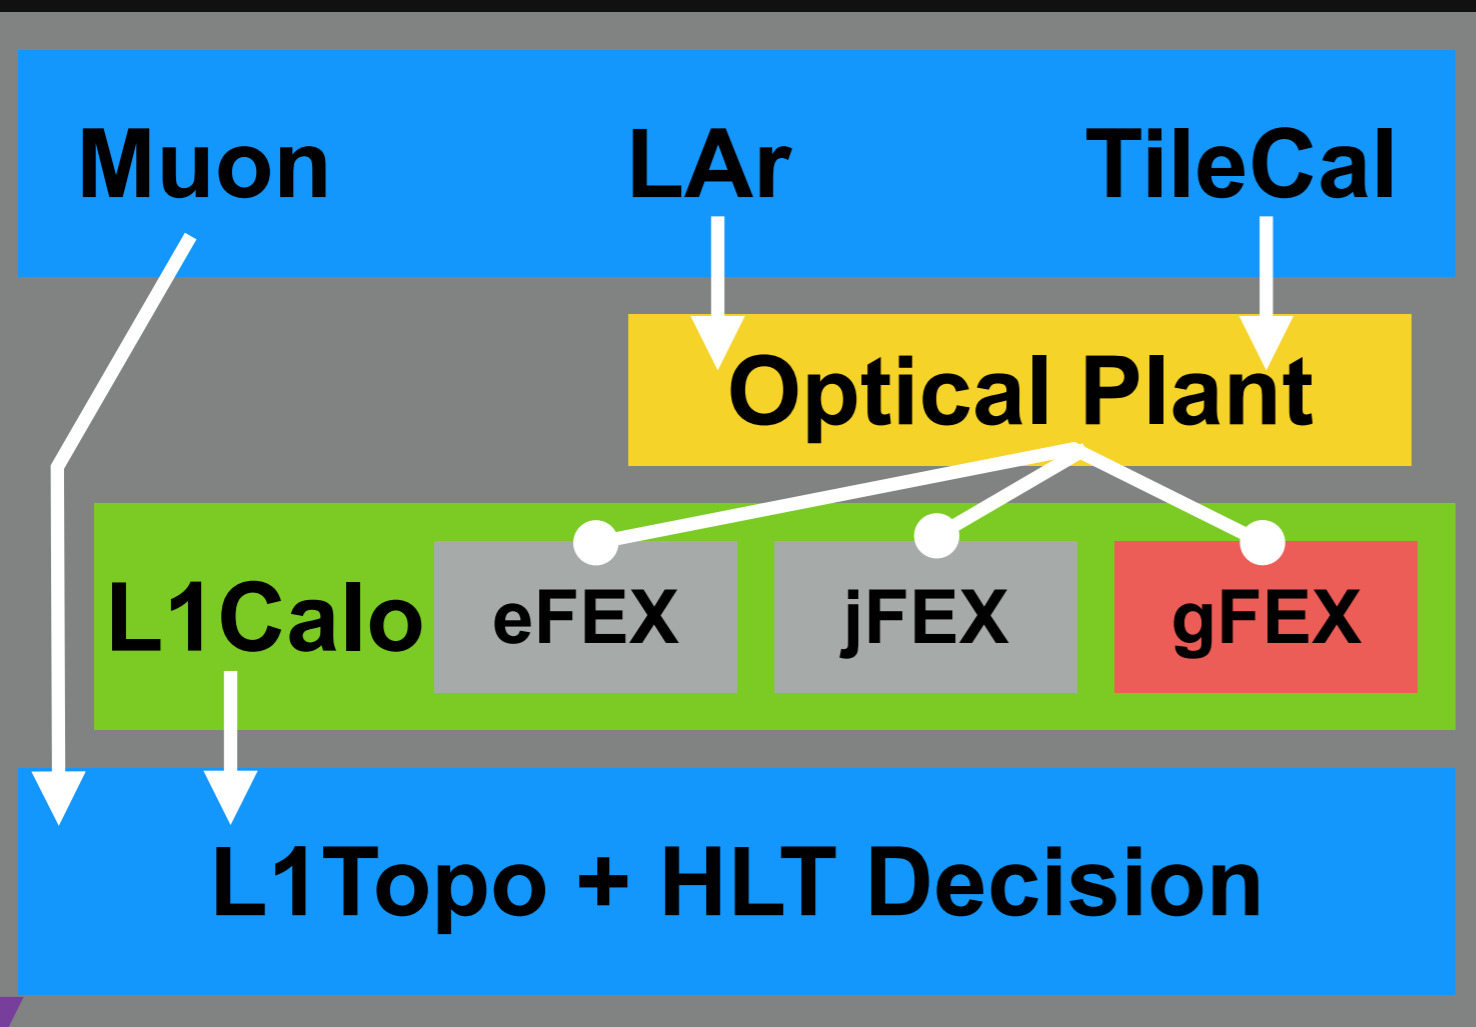 Muon LAr TileCal
Optical Plant
L1Calo eFEX jFEX gFEX
L1Topo + HLT Decision